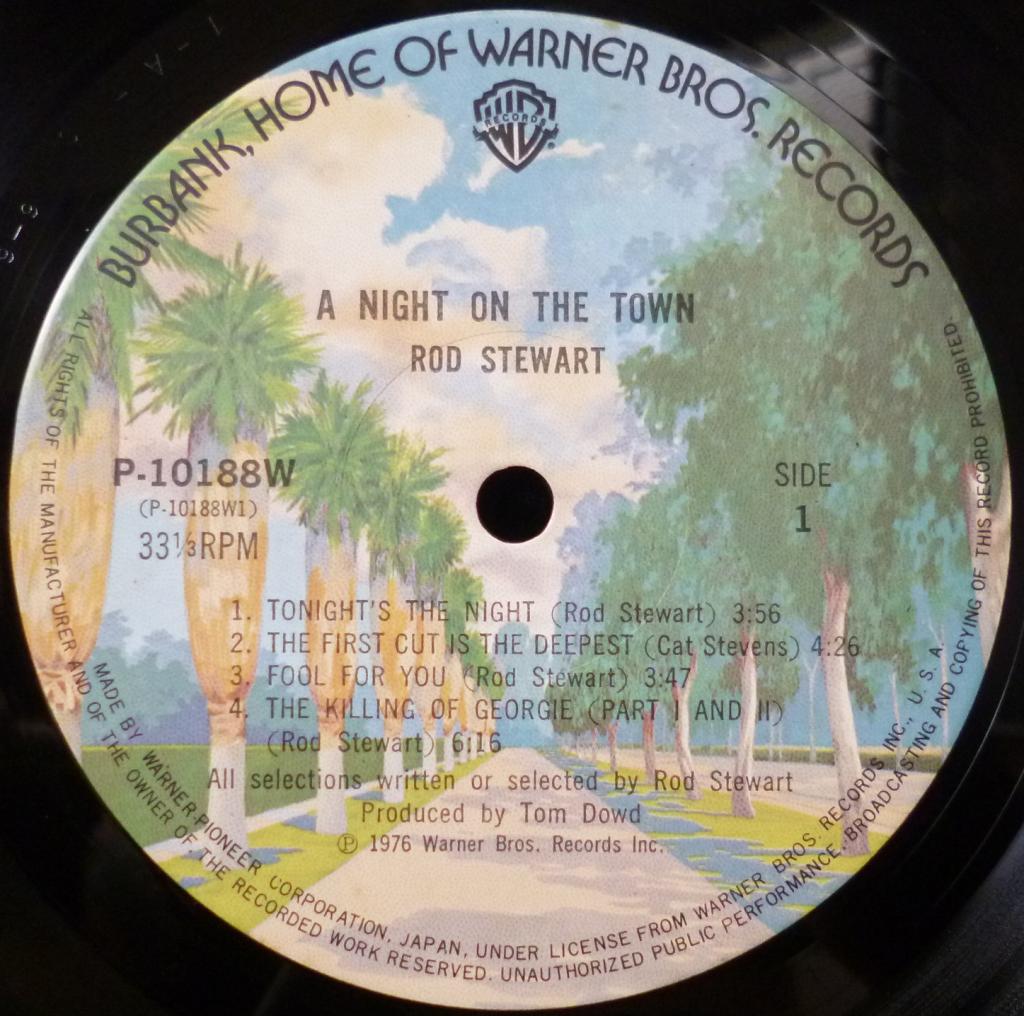 BURBANK, HOME OF WARNER BROS. RECORDS
W
RECORDS
A NIGHT ON THE TOWN
ROD STEWART
P-10188W
(P-10188W1)
33⅓RPM
SIDE
1
1. TONIGHT'S THE NIGHT (Rod Stewart) 3:56
2. THE FIRST CUT IS THE DEEPEST (Cat Stevens) 4:26
3. FOOL FOR YOU (Rod Stewart) 3:47
4. THE KILLING OF GEORGIE (PART I AND II)
(Rod Stewart) 6:16
All selections written or selected by Rod Stewart
Produced by Tom Dowd
℗ 1976 Warner Bros. Records Inc.
MADE BY WARNER-PIONEER CORPORATION, JAPAN, UNDER LICENSE FROM WARNER BROS. RECORDS INC., U. S. A.
ALL RIGHTS OF THE MANUFACTURER AND OF THE OWNER OF THE RECORDED WORK RESERVED. UNAUTHORIZED PUBLIC PERFORMANCE, BROADCASTING AND COPYING OF THIS RECORD PROHIBITED.
1-A